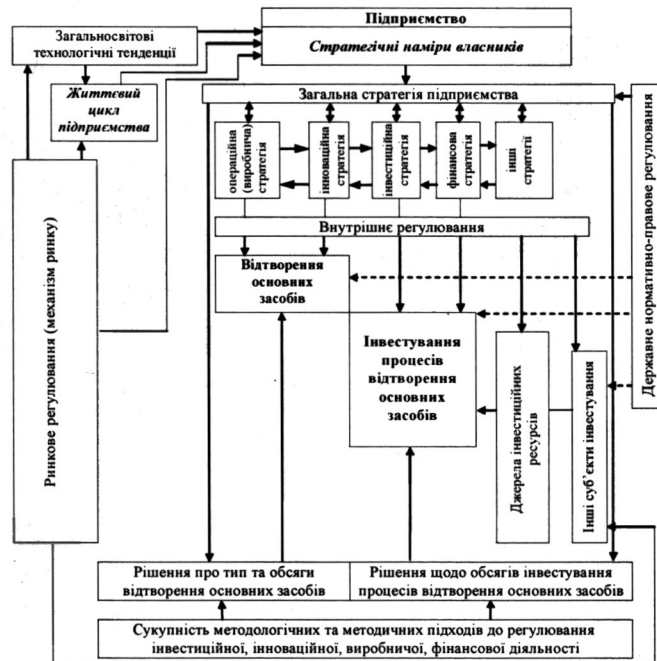 Підприємство
Стратегічні наміри власників
Загальносвітові
технологічні тенденції
Життєвий
цикл
підприємства
Загальна стратегія підприємства
операційна
(виробнича)
стратегія
інноваційна
стратегія
інвестиційна
стратегія
фінансова
стратегія
інші
стратегії
Внутрішнє регулювання
Відтворення
основних
засобів
Інвестування
процесів
відтворення
основних
засобів
Джерела інвестиційних
ресурсів
Інші суб'єкти інвестування
Державне нормативно-правове регулювання
Ринкове регулювання (механізм ринку)
Рішення про тип та обсяги
відтворення основних засобів
Рішення щодо обсягів інвестування
процесів відтворення основних засобів
Сукупність методологічних та методичних підходів до регулювання
інвестиційної, інноваційної, виробничої, фінансової діяльності